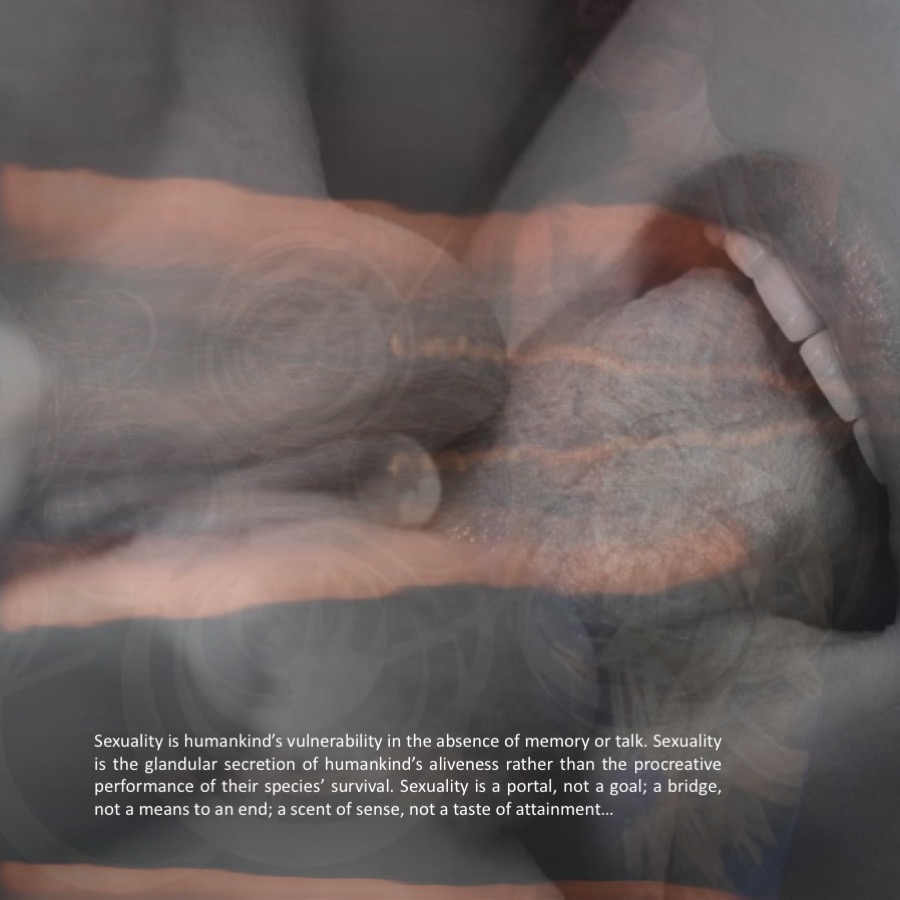 Sexuality is humankind’s vulnerability in the absence of memory or talk. Sexuality
is the glandular secretion of humankind’s aliveness rather than the procreative
performance of their species’ survival. Sexuality is a portal, not a goal; a bridge,
not a means to an end; a scent of sense, not a taste of attainment…